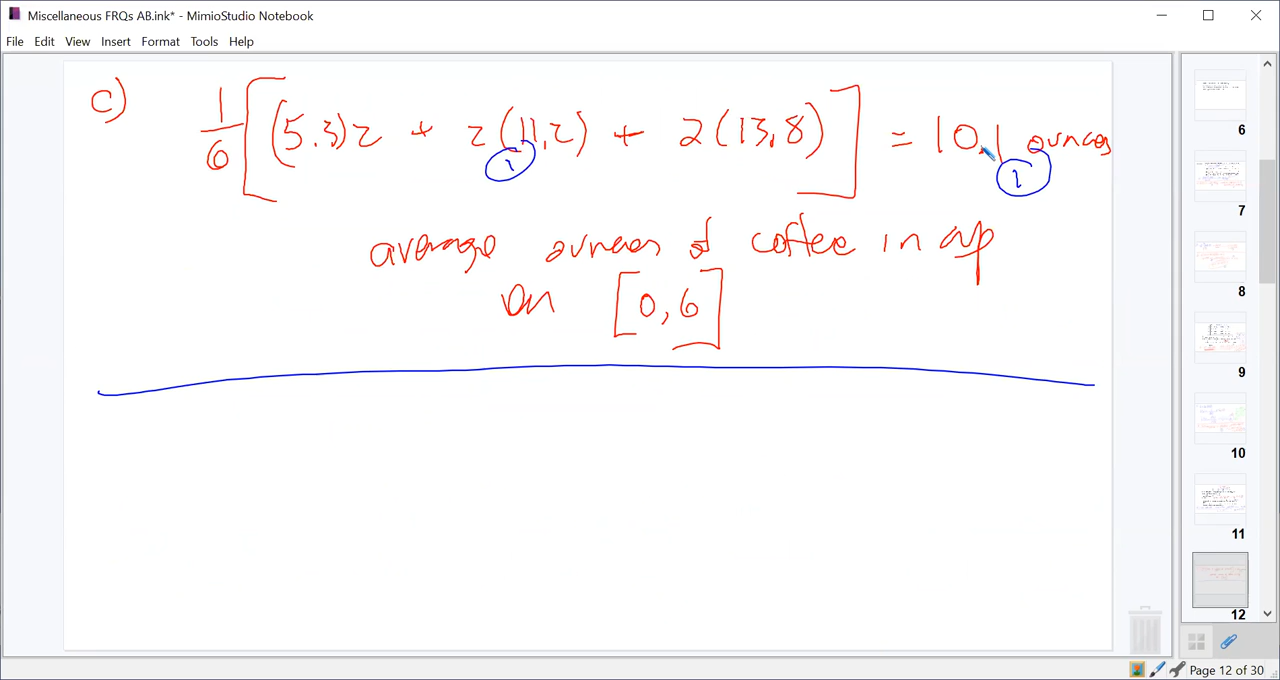 Miscellaneous FRQs AB.ink* - MimioStudio Notebook
File Edit View Insert Format Tools Help
c) 1/6 [(5.3)2 + 2(11.2) + 2(13.8)] = 10.1 ounces
1 1
average ounces of coffee in cup
on [0, 6]
6
7
8
9
10
11
12
Page 12 of 30